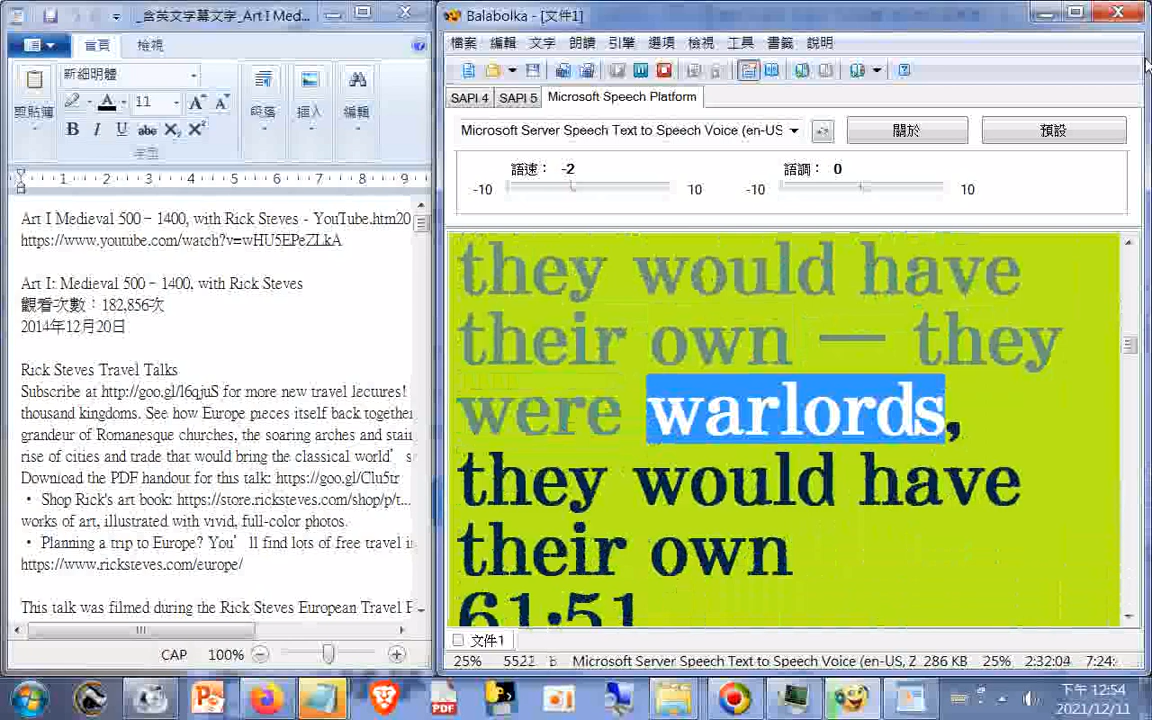 _含英文字幕文字_Art I Med...
首頁
檢視
剪貼簿
新細明體
11
B I U abc X₂ X²
字型
段落
插入
編輯
1 2 3 4 5 6 7 8 9
Art I Medieval 500 – 1400, with Rick Steves - YouTube.htm20
https://www.youtube.com/watch?v=wHU5EPeZLkA
Art I: Medieval 500 – 1400, with Rick Steves
觀看次數：182,856次
2014年12月20日
Rick Steves Travel Talks
Subscribe at http://goo.gl/l6qjuS for more new travel lectures!
thousand kingdoms. See how Europe pieces itself back together
grandeur of Romanesque churches, the soaring arches and stai
rise of cities and trade that would bring the classical world’s
Download the PDF handout for this talk: https://goo.gl/Clu5tr
• Shop Rick's art book: https://store.ricksteves.com/shop/p/t...
works of art, illustrated with vivid, full-color photos.
• Planning a trip to Europe? You’ll find lots of free travel i
https://www.ricksteves.com/europe/
This talk was filmed during the Rick Steves European Travel F
CAP 100%
Balabolka - [文件1]
檔案 編輯 文字 朗讀 引擎 選項 檢視 工具 書籤 說明
SAPI 4 SAPI 5 Microsoft Speech Platform
Microsoft Server Speech Text to Speech Voice (en-US
關於
預設
語速： -2
-10 10
語調： 0
-10 10
they would have
their own — they
were warlords,
they would have
their own
61:51
文件1
25% 5522 Microsoft Server Speech Text to Speech Voice (en-US, Z 286 KB 25% 2:32:04 7:24:
PDF
下午 12:54
2021/12/11